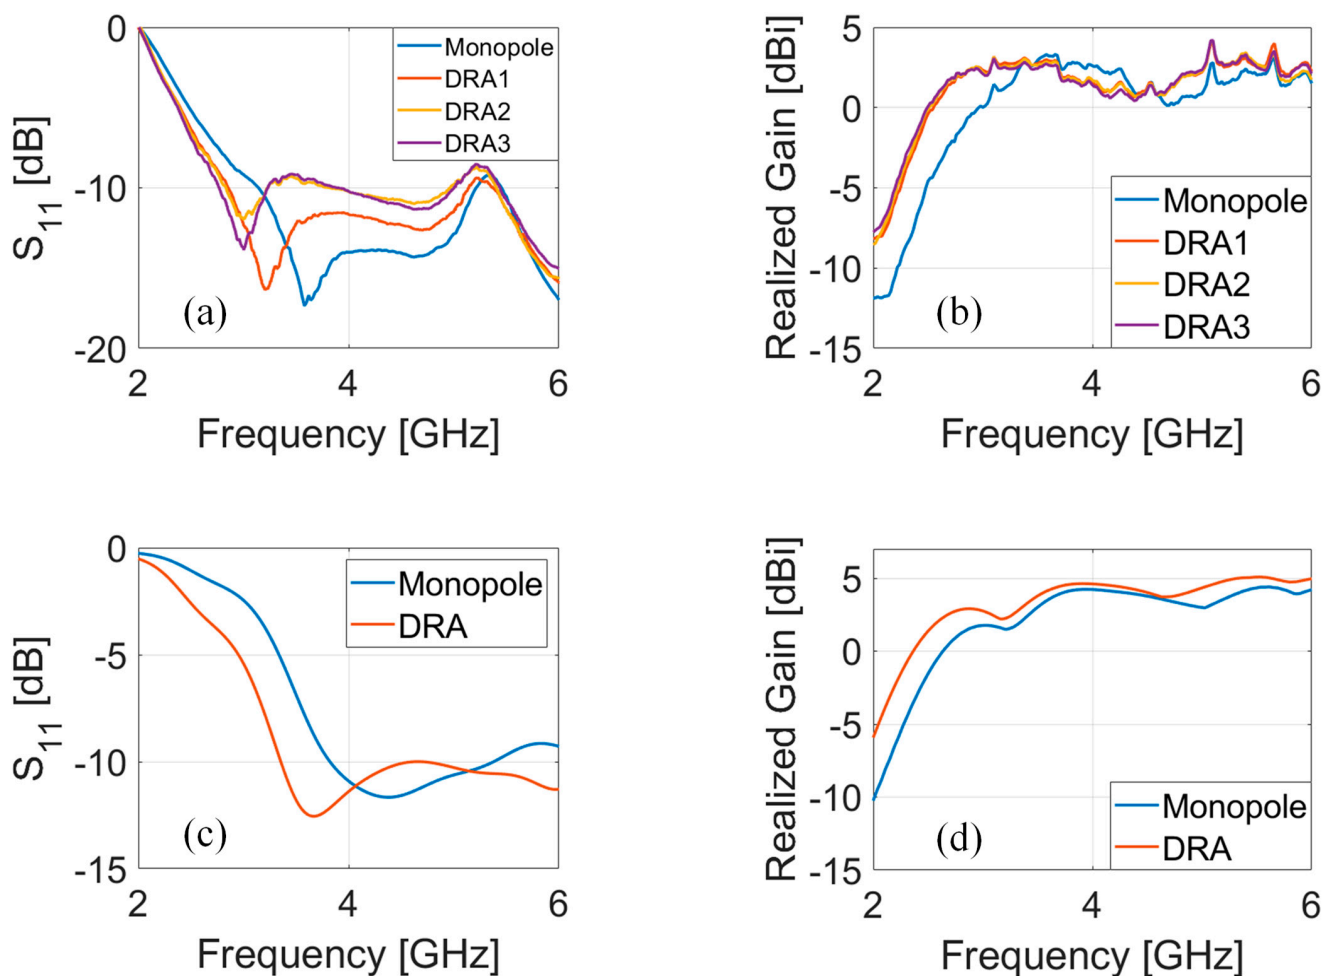 0
-10
-20
S11 [dB]
Monopole
DRA1
DRA2
DRA3
(a)
2
4
6
Frequency [GHz]
5
0
-5
-10
-15
Realized Gain [dBi]
Monopole
DRA1
DRA2
DRA3
(b)
2
4
6
Frequency [GHz]
0
-5
-10
-15
S11 [dB]
Monopole
DRA
(c)
2
4
6
Frequency [GHz]
5
0
-5
-10
-15
Realized Gain [dBi]
Monopole
DRA
(d)
2
4
6
Frequency [GHz]